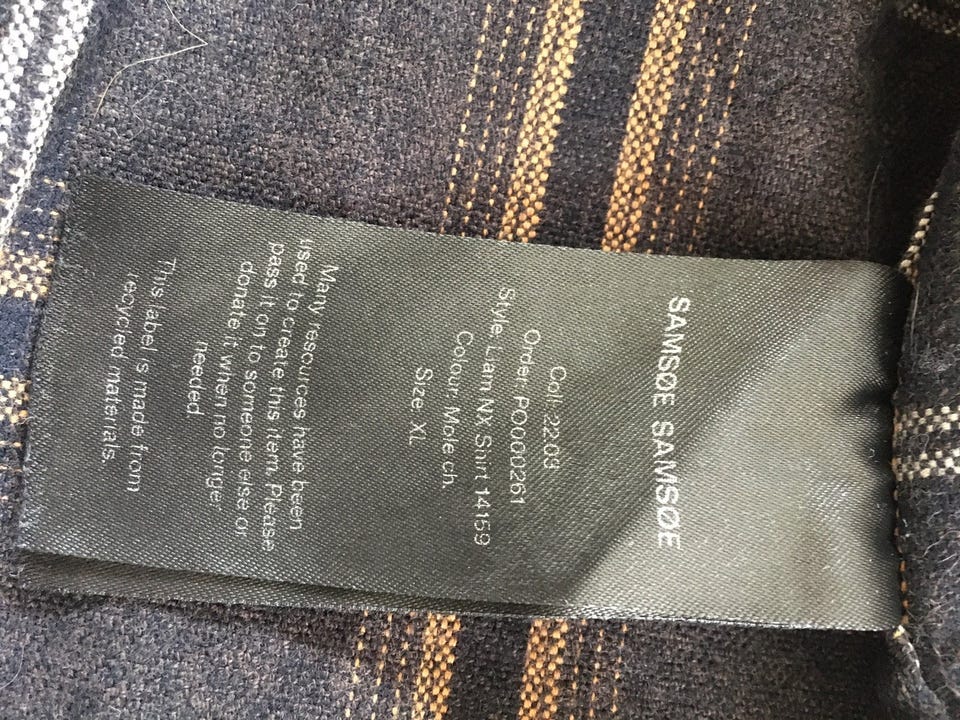 SAMSØE SAMSØE
Coll: 22.03
Order: PO000261
Style: Liam NX Shirt 14159
Colour: Mole ch.
Size: XL
Many resources have been
used to create this item. Please
pass it on to someone else or
donate it when no longer
needed
This label is made from
recycled materials.